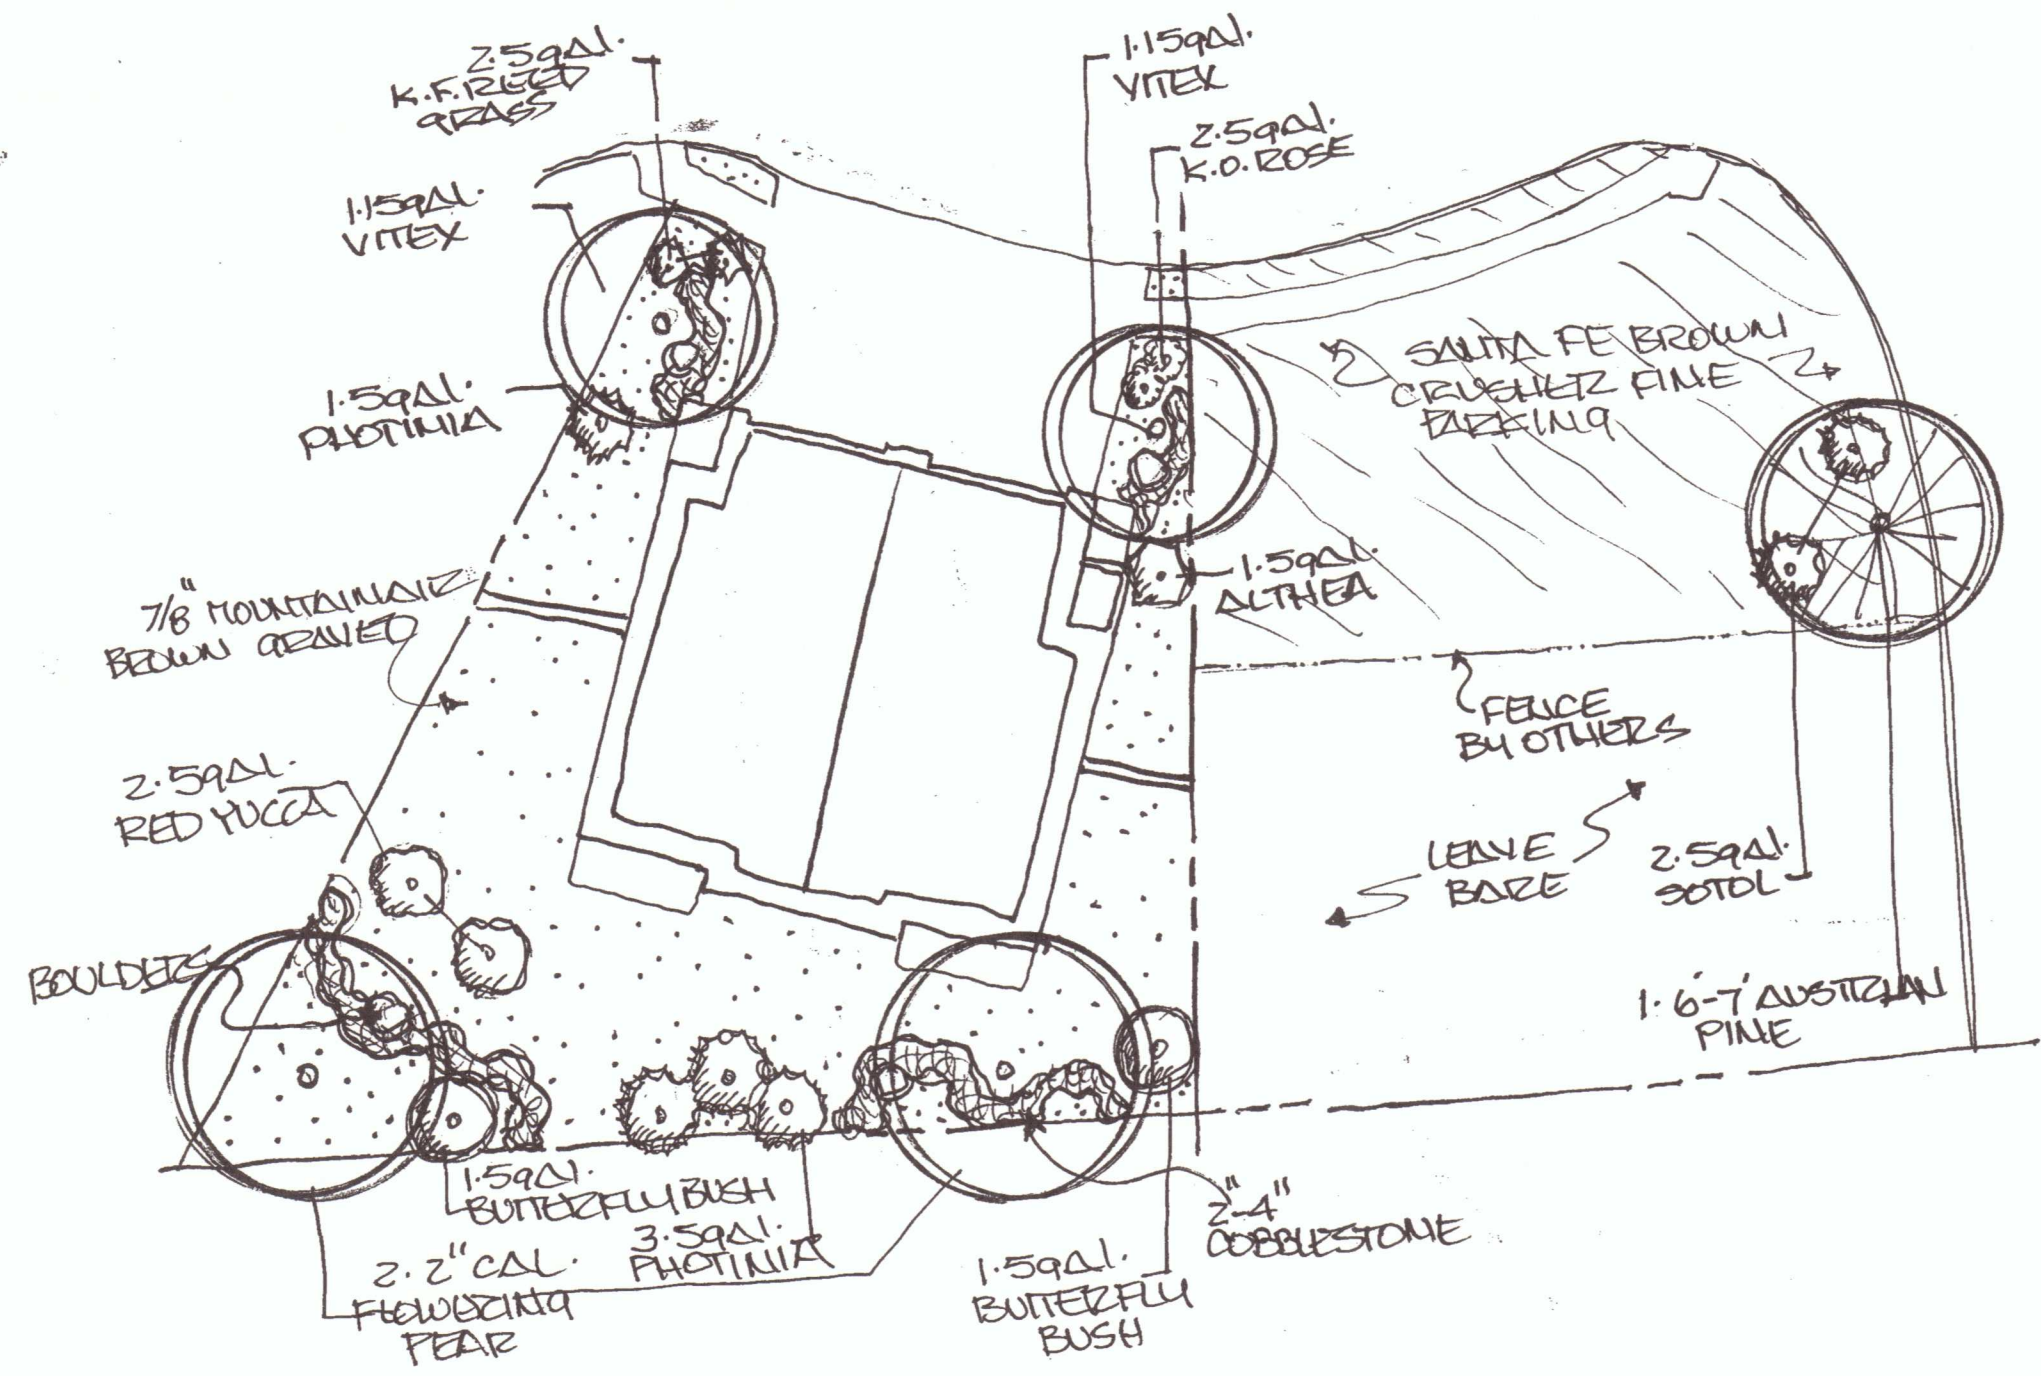 2·5gAl.
K.F. REED
GRASS
1·15gAl.
VITEX
2·5gAl.
K.O. ROSE
1·15gAl.
VITEX
1·5gAl.
PHOTINIA
SANTA FE BROWN
CRUSHER FINE
PARKING
7/8" MOUNTAINAIR
BROWN GRAVEL
1·5gAl.
ALTHEA
FENCE
BY OTHERS
2·5gAl.
RED YUCCA
LEAVE
BARE
2·5gAl.
SOTOL
BOULDERS
1·6'-7' AUSTRIAN
PINE
1·5gAl.
BUTTERFLY BUSH
3·5gAl.
PHOTINIA
2"-4"
COBBLESTONE
2·2" CAL.
FLOWERING
PEAR
1·5gAl.
BUTTERFLY
BUSH